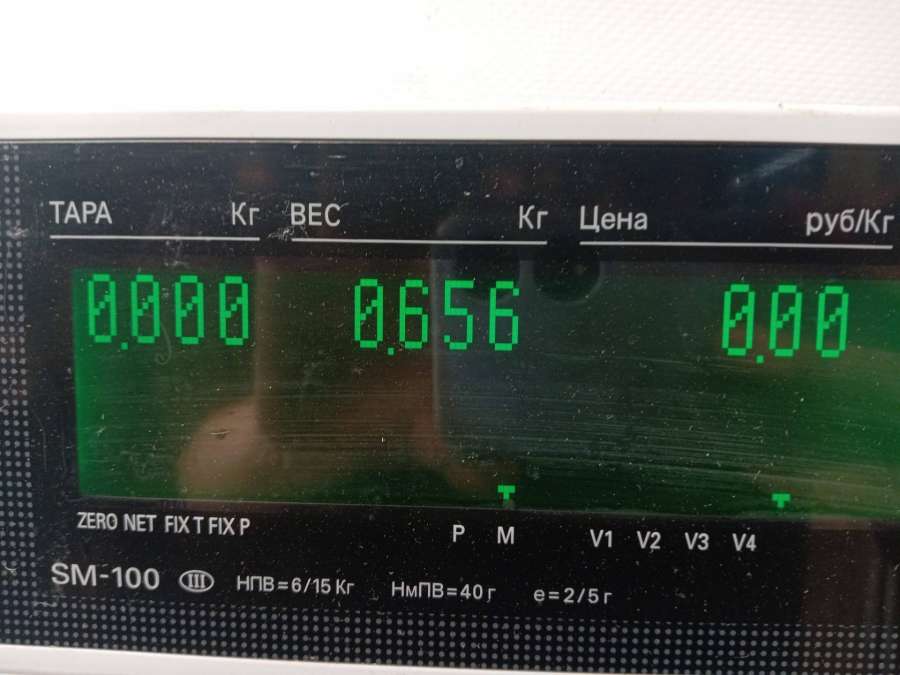 ТАРА Кг ВЕС Кг Цена руб/Кг
0.000 0.656 0.00
ZERO NET FIX T FIX P P M V1 V2 V3 V4
SM-100 III НПВ=6/15 Кг НмПВ=40 г e=2/5 г